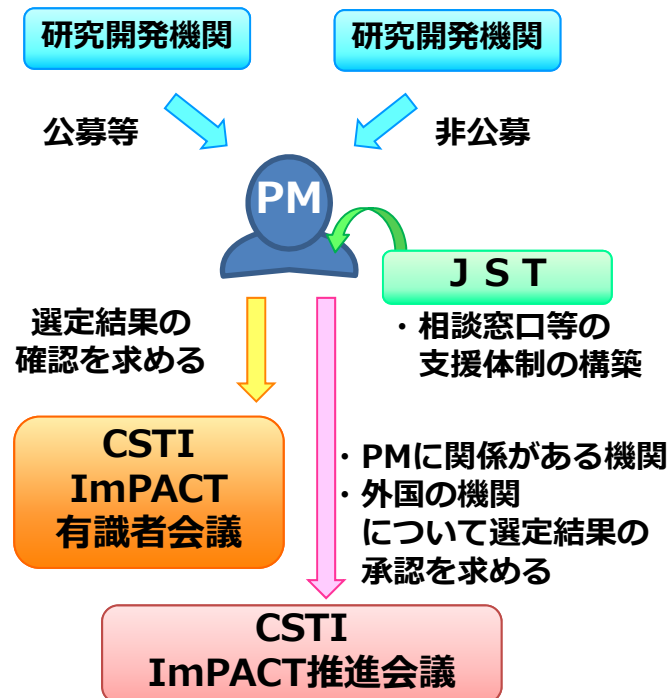 研究開発機関
研究開発機関
公募等
非公募
PM
JST
・相談窓口等の
支援体制の構築
選定結果の
確認を求める
CSTI
ImPACT
有識者会議
・PMに関係がある機関
・外国の機関
について選定結果の
承認を求める
CSTI
ImPACT推進会議